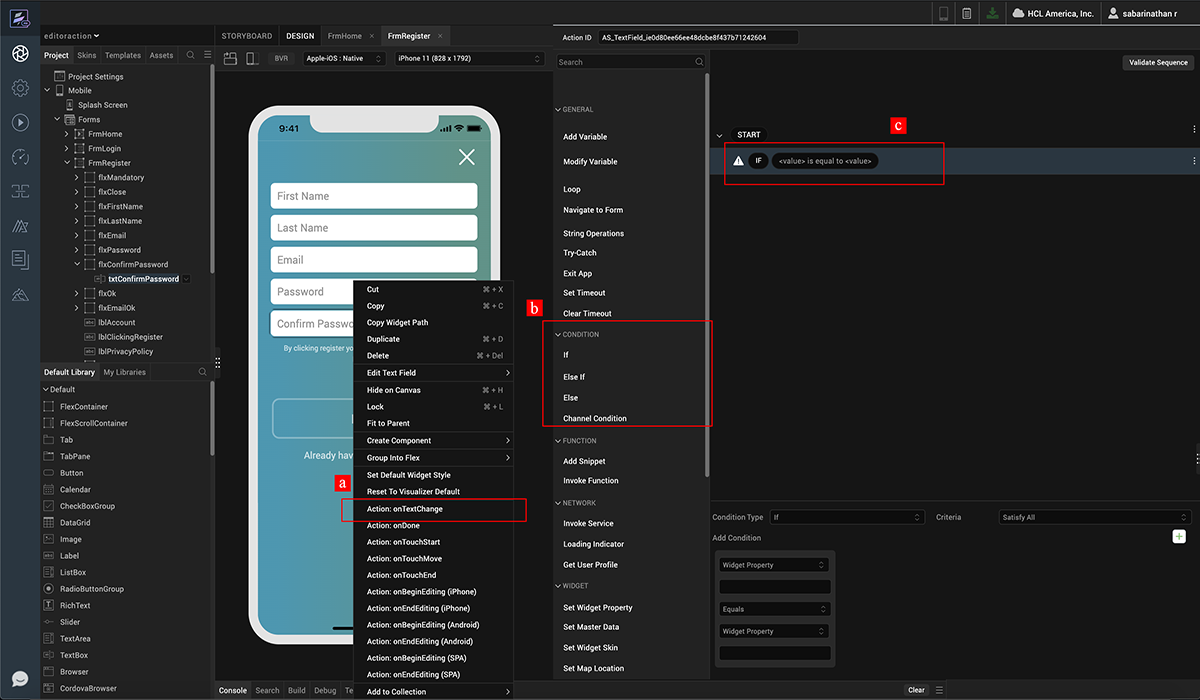 HCL America, Inc.
sabarinathan r
editoraction
Project
Skins
Templates
Assets
Project Settings
Mobile
Splash Screen
Forms
FrmHome
FrmLogin
FrmRegister
flxMandatory
flxClose
flxFirstName
flxLastName
flxEmail
flxPassword
flxConfirmPassword
txtConfirmPassword
flxOk
flxEmailOk
lblAccount
lblClickingRegister
lblPrivacyPolicy
Default Library
My Libraries
Default
FlexContainer
FlexScrollContainer
Tab
TabPane
Button
Calendar
CheckBoxGroup
DataGrid
Image
Label
ListBox
RadioButtonGroup
RichText
Slider
TextArea
TextBox
Browser
CordovaBrowser
STORYBOARD
DESIGN
FrmHome ×
FrmRegister ×
BVR
Apple-iOS : Native
iPhone 11 (828 x 1792)
9:41
First Name
Last Name
Email
Password
Confirm Passwo
By clicking register yo
Already hav
a
Cut ⌘ + X
Copy ⌘ + C
Copy Widget Path
Duplicate ⌘ + D
Delete ⌘ + Del
Edit Text Field
Hide on Canvas ⌘ + H
Lock ⌘ + L
Fit to Parent
Create Component
Group Into Flex
Set Default Widget Style
Reset To Visualizer Default
Action: onTextChange
Action: onDone
Action: onTouchStart
Action: onTouchMove
Action: onTouchEnd
Action: onBeginEditing (iPhone)
Action: onEndEditing (iPhone)
Action: onBeginEditing (Android)
Action: onEndEditing (Android)
Action: onBeginEditing (SPA)
Action: onEndEditing (SPA)
Add to Collection
Console
Search
Build
Debug
Te
Clear
Action ID
AS_TextField_ie0d80ee66ee48dcbe8f437b71242604
Search
GENERAL
Add Variable
Modify Variable
Loop
Navigate to Form
String Operations
Try-Catch
Exit App
Set Timeout
Clear Timeout
b
CONDITION
If
Else If
Else
Channel Condition
FUNCTION
Add Snippet
Invoke Function
NETWORK
Invoke Service
Loading Indicator
Get User Profile
WIDGET
Set Widget Property
Set Master Data
Set Widget Skin
Set Map Location
Validate Sequence
START
c
IF
<value> is equal to <value>
Condition Type
If
Criteria
Satisfy All
Add Condition
Widget Property
Equals
Widget Property